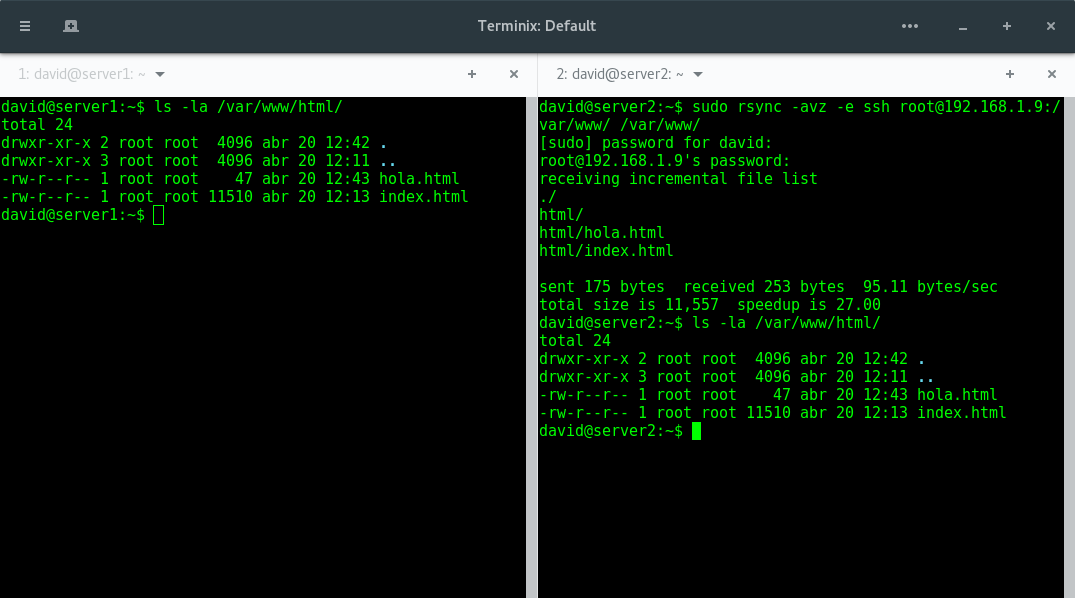 Terminix: Default
1: david@server1: ~
david@server1:~$ ls -la /var/www/html/
total 24
drwxr-xr-x 2 root root  4096 abr 20 12:42 .
drwxr-xr-x 3 root root  4096 abr 20 12:11 ..
-rw-r--r-- 1 root root    47 abr 20 12:43 hola.html
-rw-r--r-- 1 root root 11510 abr 20 12:13 index.html
david@server1:~$
2: david@server2: ~
david@server2:~$ sudo rsync -avz -e ssh root@192.168.1.9:/
var/www/ /var/www/
[sudo] password for david:
root@192.168.1.9's password:
receiving incremental file list
./
html/
html/hola.html
html/index.html
sent 175 bytes  received 253 bytes  95.11 bytes/sec
total size is 11,557  speedup is 27.00
david@server2:~$ ls -la /var/www/html/
total 24
drwxr-xr-x 2 root root  4096 abr 20 12:42 .
drwxr-xr-x 3 root root  4096 abr 20 12:11 ..
-rw-r--r-- 1 root root    47 abr 20 12:43 hola.html
-rw-r--r-- 1 root root 11510 abr 20 12:13 index.html
david@server2:~$